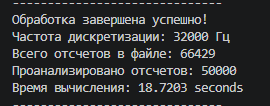 ------------------------------
Обработка завершена успешно!
Частота дискретизации: 32000 Гц
Всего отсчетов в файле: 66429
Проанализировано отсчетов: 50000
Время вычисления: 18.7203 seconds
------------------------------